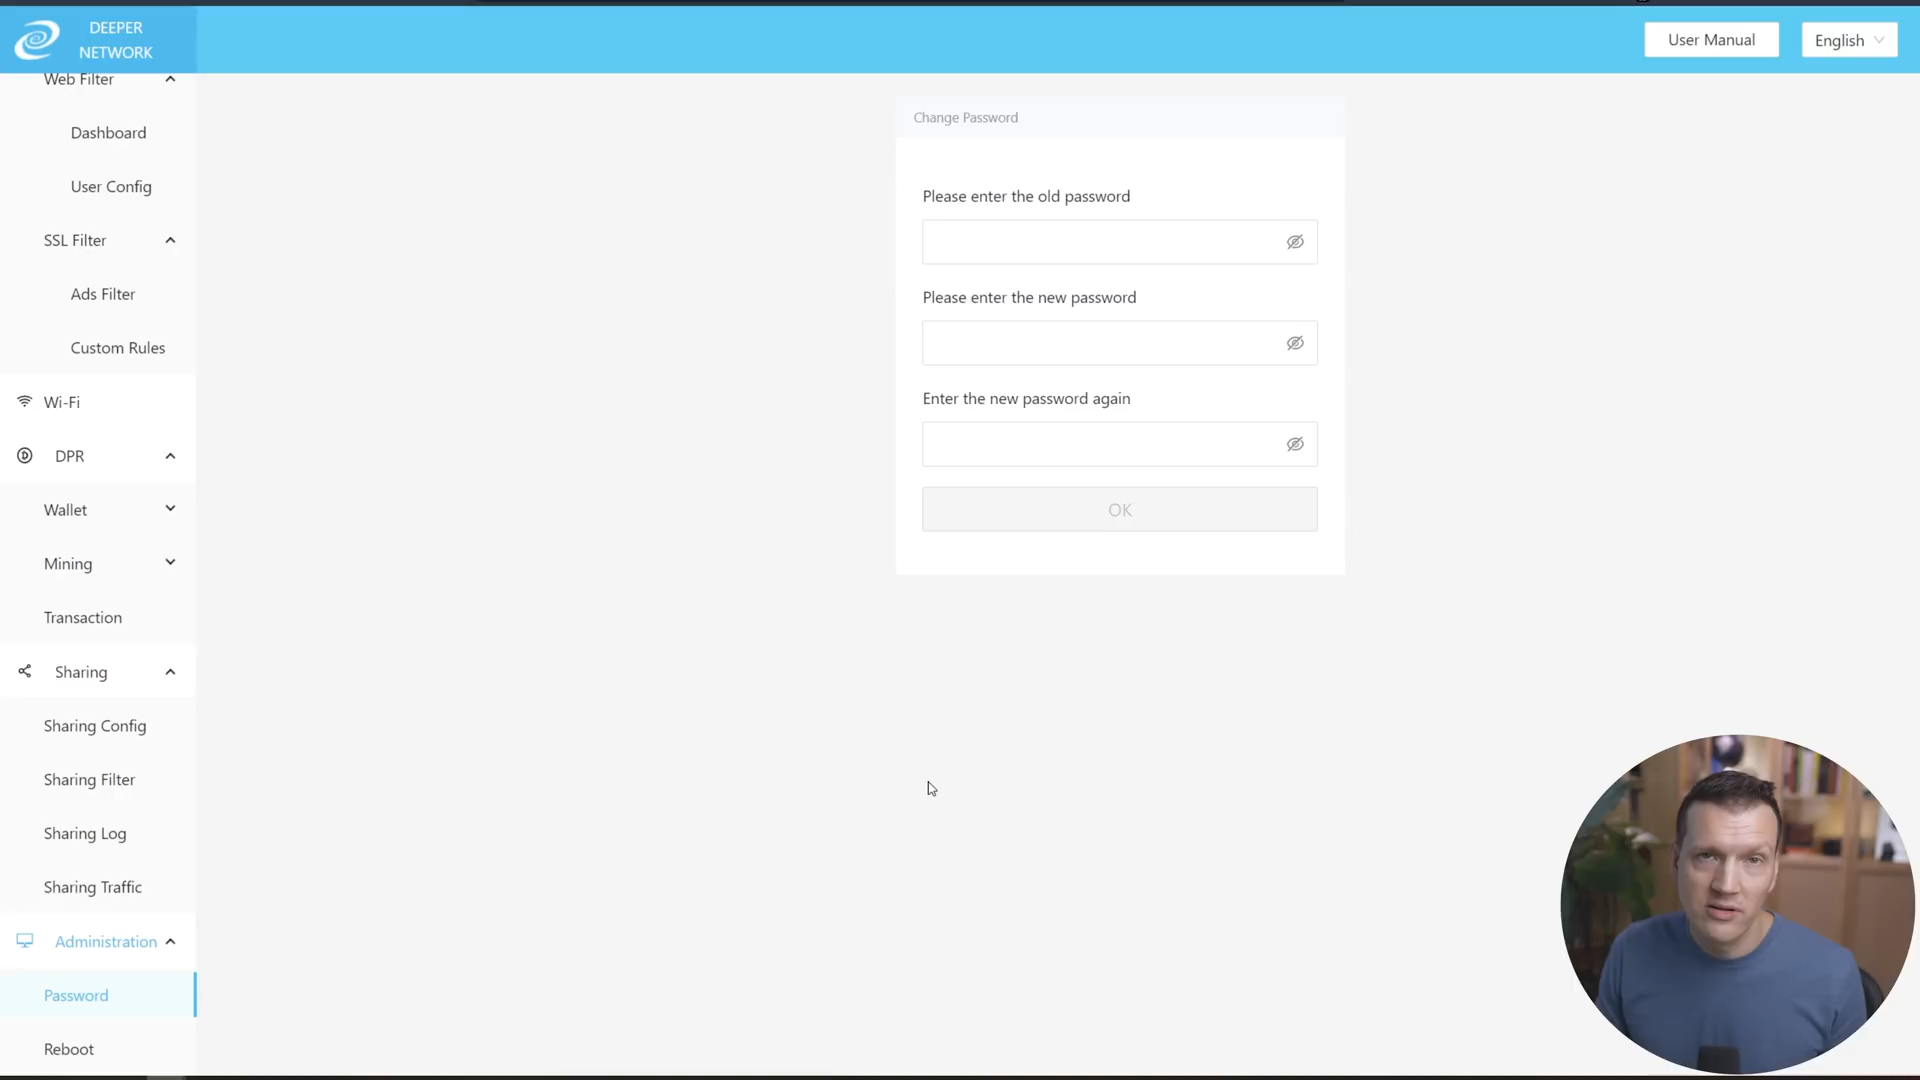 DEEPER
NETWORK
User Manual
English
Web Filter
Dashboard
User Config
SSL Filter
Ads Filter
Custom Rules
Wi-Fi
DPR
Wallet
Mining
Transaction
Sharing
Sharing Config
Sharing Filter
Sharing Log
Sharing Traffic
Administration
Password
Reboot
Change Password
Please enter the old password
Please enter the new password
Enter the new password again
OK